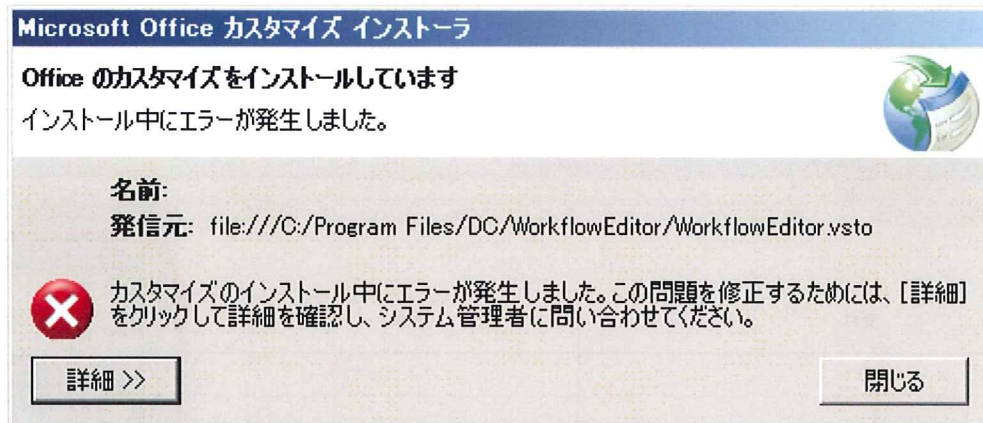 Microsoft Office カスタマイズ インストーラ
Office のカスタマイズをインストールしています
インストール中にエラーが発生しました。
名前:
発信元: file:///C:/Program Files/DC/WorkflowEditor/WorkflowEditor.vsto
カスタマイズのインストール中にエラーが発生しました。この問題を修正するためには、[詳細]
をクリックして詳細を確認し、システム管理者に問い合わせてください。
詳細 >>
閉じる